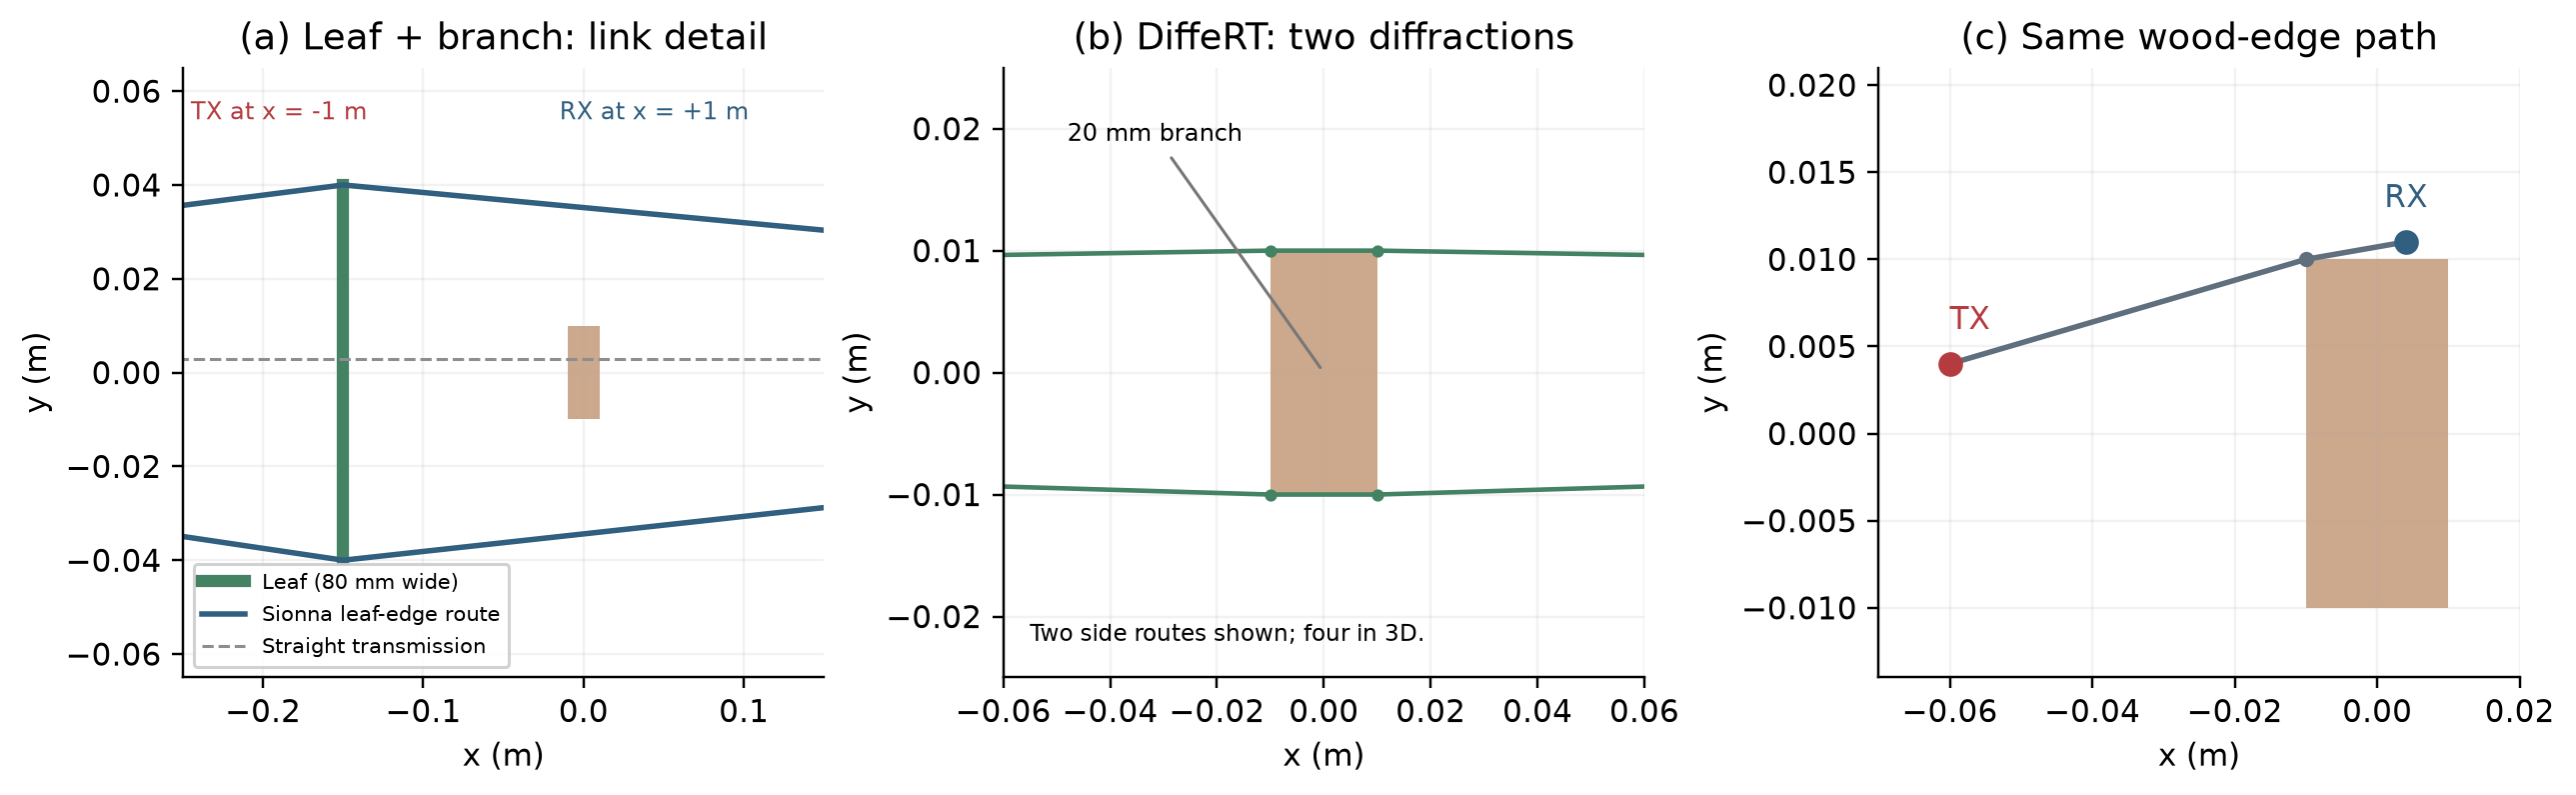 (a) Leaf + branch: link detail
TX at x = -1 m
RX at x = +1 m
0.06
0.04
0.02
0.00
−0.02
−0.04
−0.06
y (m)
Leaf (80 mm wide)
Sionna leaf-edge route
Straight transmission
−0.2
−0.1
0.0
0.1
x (m)
(b) DiffeRT: two diffractions
20 mm branch
0.02
0.01
0.00
−0.01
−0.02
y (m)
Two side routes shown; four in 3D.
−0.06
−0.04
−0.02
0.00
0.02
0.04
0.06
x (m)
(c) Same wood-edge path
0.020
0.015
0.010
0.005
0.000
−0.005
−0.010
y (m)
RX
TX
−0.06
−0.04
−0.02
0.00
0.02
x (m)